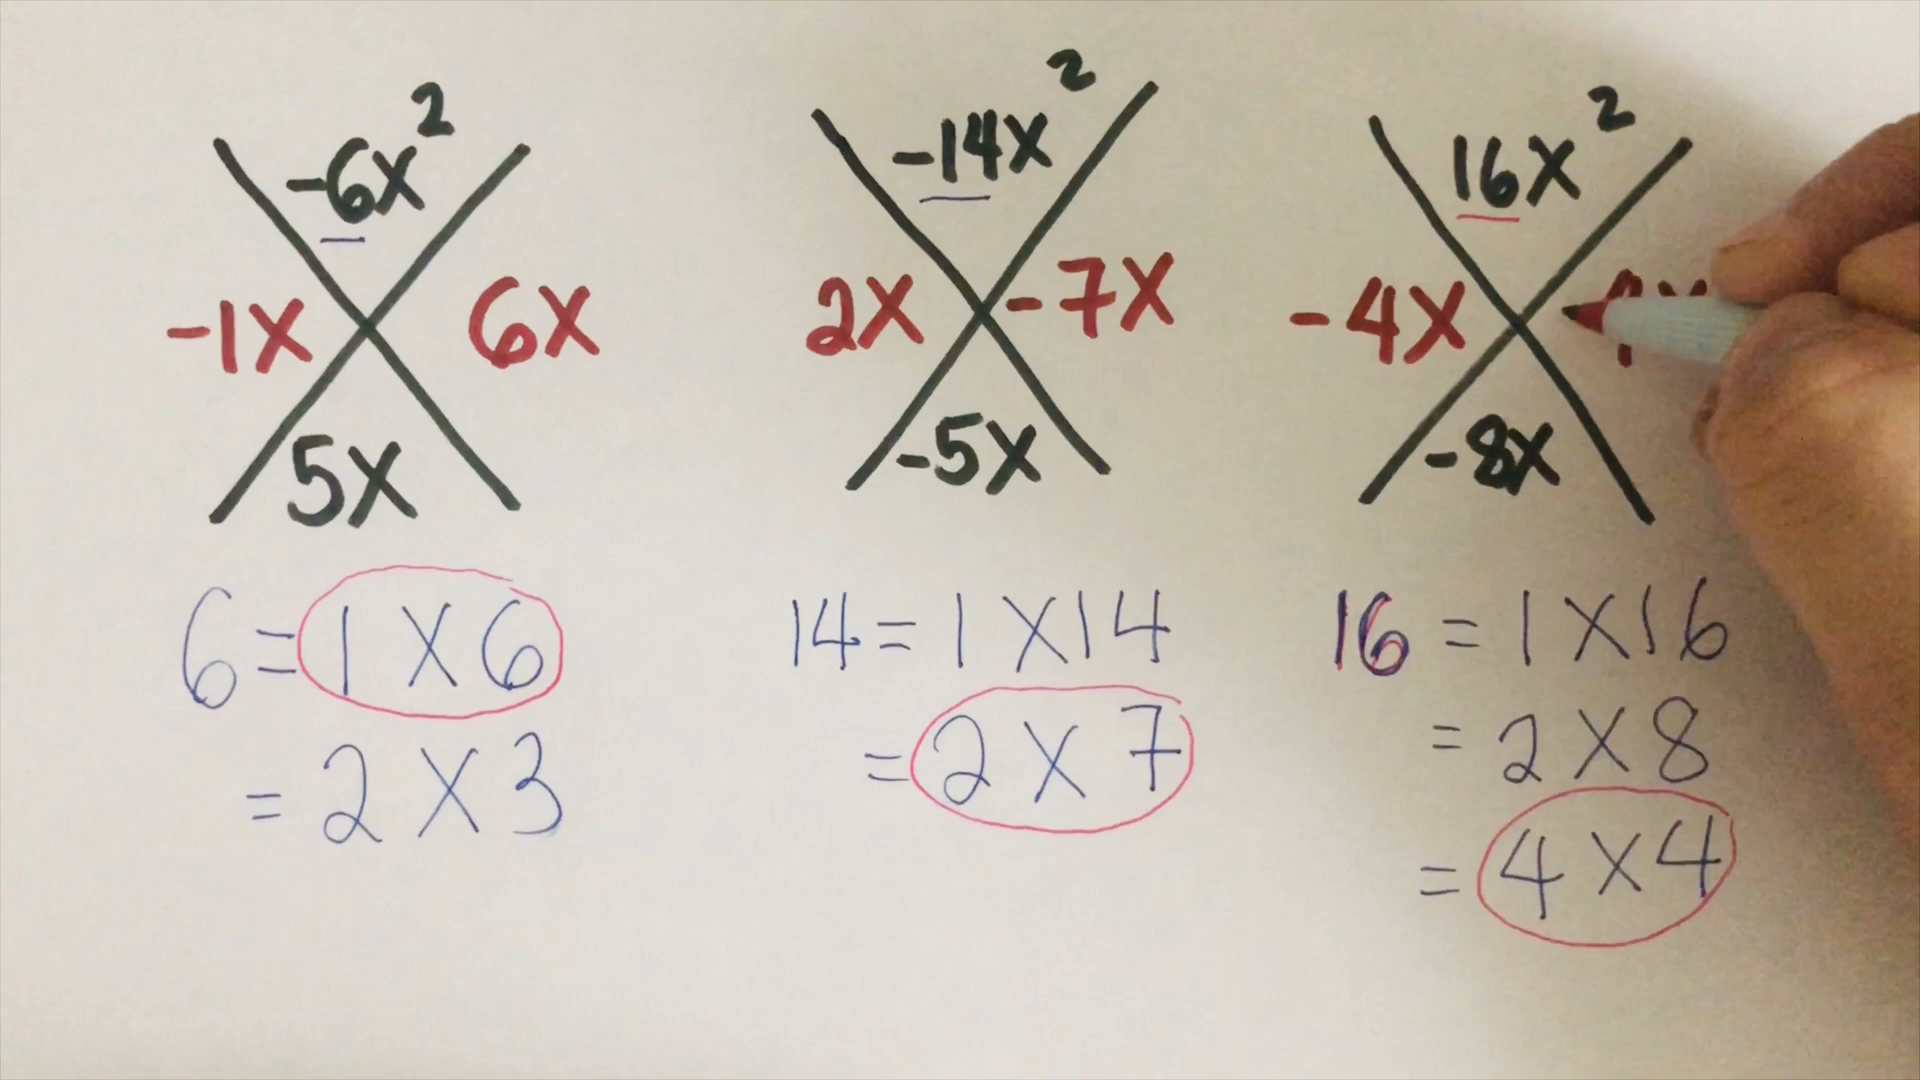 -6x²
-1x 6x
5x
6 = 1 X 6
= 2 X 3
-14x²
2x -7x
-5x
14 = 1 X 14
= 2 X 7
16x²
-4x
-8x
16 = 1 X 16
= 2 X 8
= 4 X 4